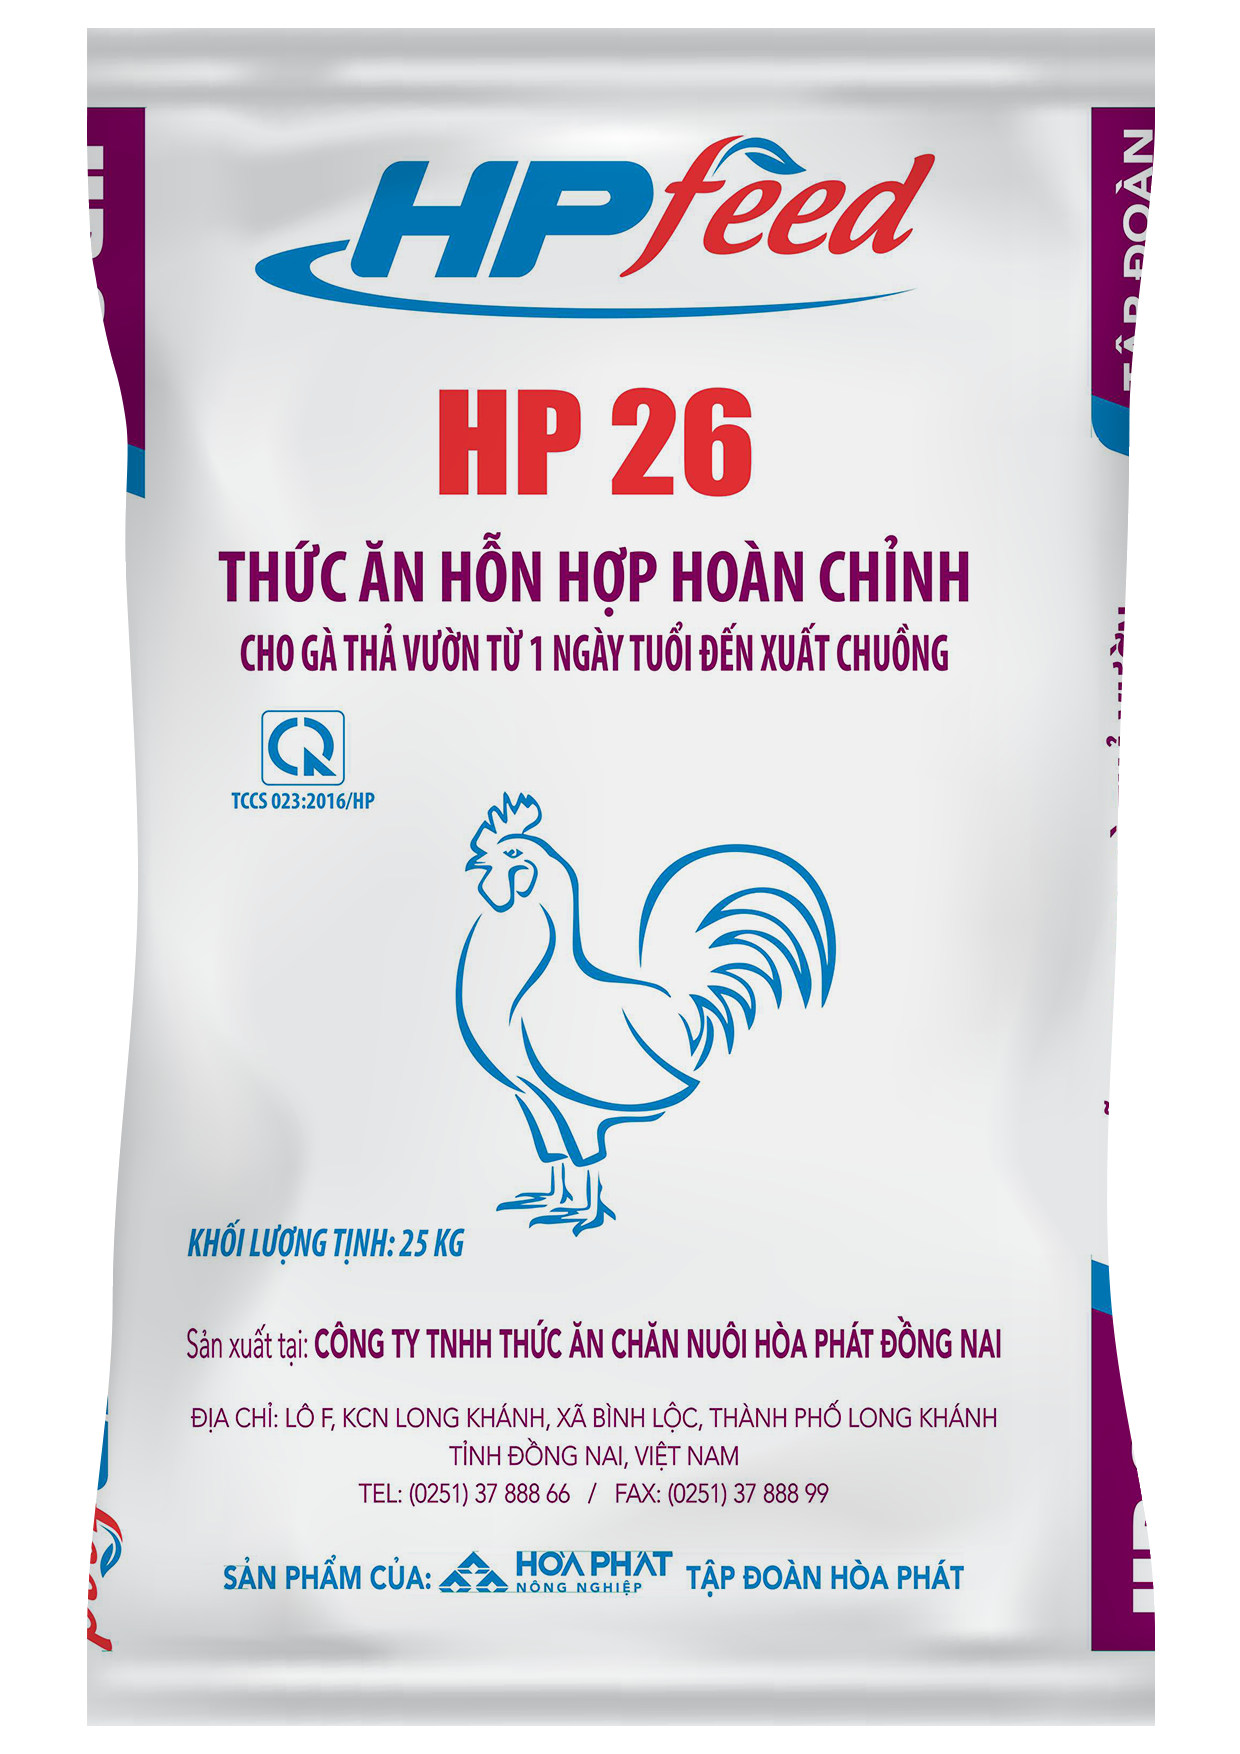 HPfeed
HP 26
THỨC ĂN HỖN HỢP HOÀN CHỈNH
CHO GÀ THẢ VƯỜN TỪ 1 NGÀY TUỔI ĐẾN XUẤT CHUỒNG
TCCS 023:2016/HP
KHỐI LƯỢNG TỊNH: 25 KG
Sản xuất tại: CÔNG TY TNHH THỨC ĂN CHĂN NUÔI HÒA PHÁT ĐỒNG NAI
ĐỊA CHỈ: LÔ F, KCN LONG KHÁNH, XÃ BÌNH LỘC, THÀNH PHỐ LONG KHÁNH
TỈNH ĐỒNG NAI, VIỆT NAM
TEL: (0251) 37 888 66 / FAX: (0251) 37 888 99
SẢN PHẨM CỦA: HÒA PHÁT NÔNG NGHIỆP TẬP ĐOÀN HÒA PHÁT
TẬP ĐOÀN